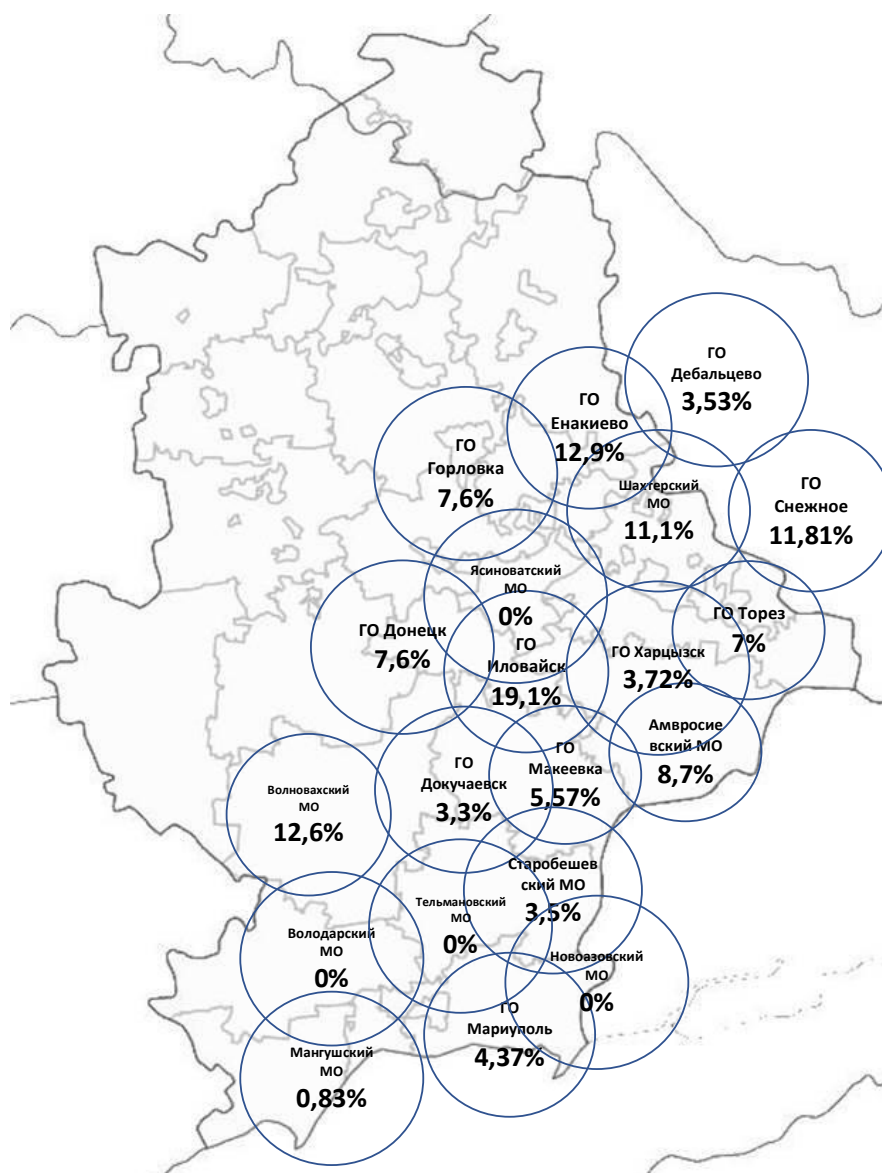 ГО
Дебальцево
3,53%
ГО
Енакиево
12,9%
ГО
Горловка
7,6%
Шахтерский
МО
11,1%
ГО
Снежное
11,81%
Ясиноватский
МО
0%
ГО Торез
7%
ГО Донецк
7,6%
ГО
Иловайск
19,1%
ГО Харцызск
3,72%
Амвросие
вский МО
8,7%
ГО
Макеевка
5,57%
ГО
Докучаевск
3,3%
Волновахский
МО
12,6%
Старобешев
ский МО
3,5%
Тельмановский
МО
0%
Володарский
МО
0%
Новоазовский
МО
0%
ГО
Мариуполь
4,37%
Мангушский
МО
0,83%